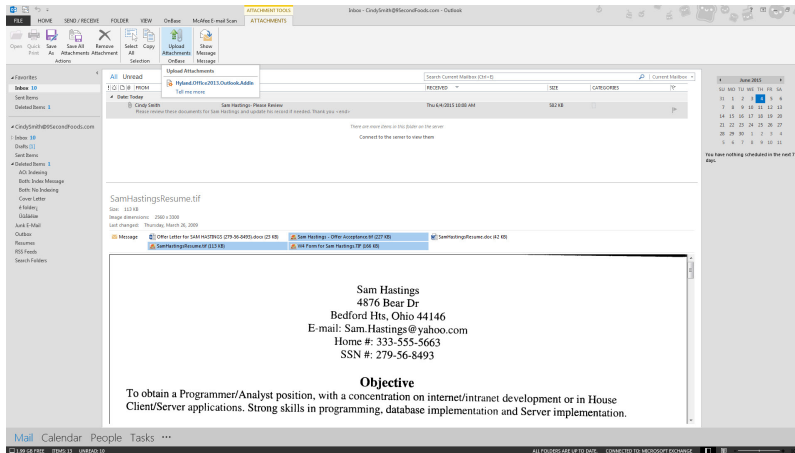 ATTACHMENT TOOLS
Inbox - CindySmith@95SecondFoods.com - Outlook
FILE HOME SEND / RECEIVE FOLDER VIEW OnBase McAfee E-mail Scan ATTACHMENTS
Open Quick Print Save As Save All Attachments Remove Attachment Select All Copy Upload Attachments Show Message
Actions Selection OnBase Message
Upload Attachments
Hyland.Office2013.Outlook.Addin
Tell me more
Favorites
Inbox 10
Sent Items
Deleted Items 1
CindySmith@95SecondFoods.com
Inbox 10
Drafts [1]
Sent Items
Deleted Items 1
ACI Indexing
Both: Index Message
Both: No Indexing
Cover Letter
Junk E-Mail
Outbox
Resumes
RSS Feeds
Search Folders
All Unread
Search Current Mailbox (Ctrl+E) Current Mailbox
FROM RECEIVED SIZE CATEGORIES
Date: Today
Cindy Smith Sam Hastings- Please Review Thu 6/4/2015 10:08 AM 582 KB
Please review these documents for Sam Hastings and update his record if needed. Thank you <end>
There are more items in this folder on the server
Connect to the server to view them
SamHastingsResume.tif
Size: 113 KB
Image dimensions: 2560 x 3300
Last changed: Thursday, March 26, 2009
Message Offer Letter for SAM HASTINGS (279-56-8493).docx (23 KB) Sam Hastings - Offer Acceptance.tif (227 KB) SamHastingsResume.doc (42 KB)
SamHastingsResume.tif (113 KB) W4 Form for Sam Hastings.TIF (166 KB)
Sam Hastings
4876 Bear Dr
Bedford Hts, Ohio 44146
E-mail: Sam.Hastings@yahoo.com
Home #: 333-555-5663
SSN #: 279-56-8493
Objective
To obtain a Programmer/Analyst position, with a concentration on internet/intranet development or in House
Client/Server applications. Strong skills in programming, database implementation and Server implementation.
June 2015
SU MO TU WE TH FR SA
31 1 2 3 4 5 6
7 8 9 10 11 12 13
14 15 16 17 18 19 20
21 22 23 24 25 26 27
28 29 30 1 2 3 4
5 6 7 8 9 10 11
You have nothing scheduled in the next 7
days.
Mail Calendar People Tasks ...
1.99 GB FREE ITEMS: 13 UNREAD: 10 ALL FOLDERS ARE UP TO DATE. CONNECTED TO: MICROSOFT EXCHANGE